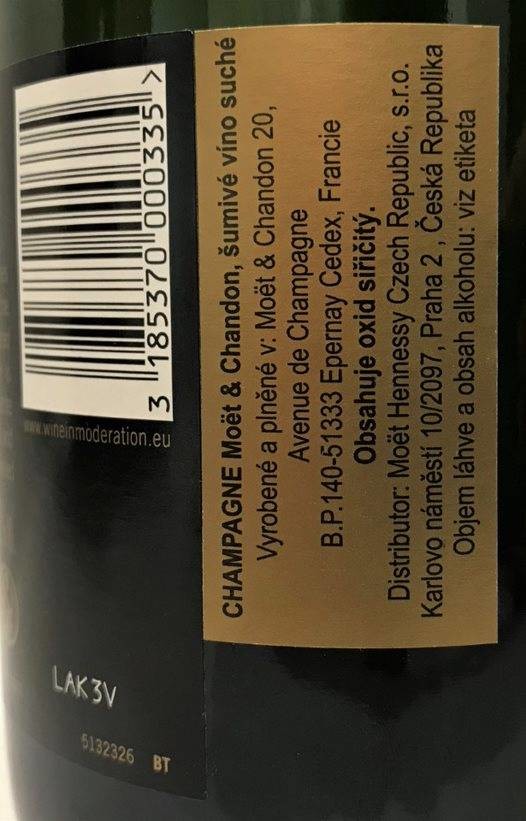 3 185370 000335 >
www.wineinmoderation.eu
LAK3V
5132326 BT
CHAMPAGNE Moët & Chandon, šumivé víno suché
Vyrobené a plněné v: Moët & Chandon 20,
Avenue de Champagne
B.P.140-51333 Epernay Cedex, Francie
Obsahuje oxid siřičitý.
Distributor: Moët Hennessy Czech Republic, s.r.o.
Karlovo náměstí 10/2097, Praha 2 , Česká Republika
Objem láhve a obsah alkoholu: viz etiketa